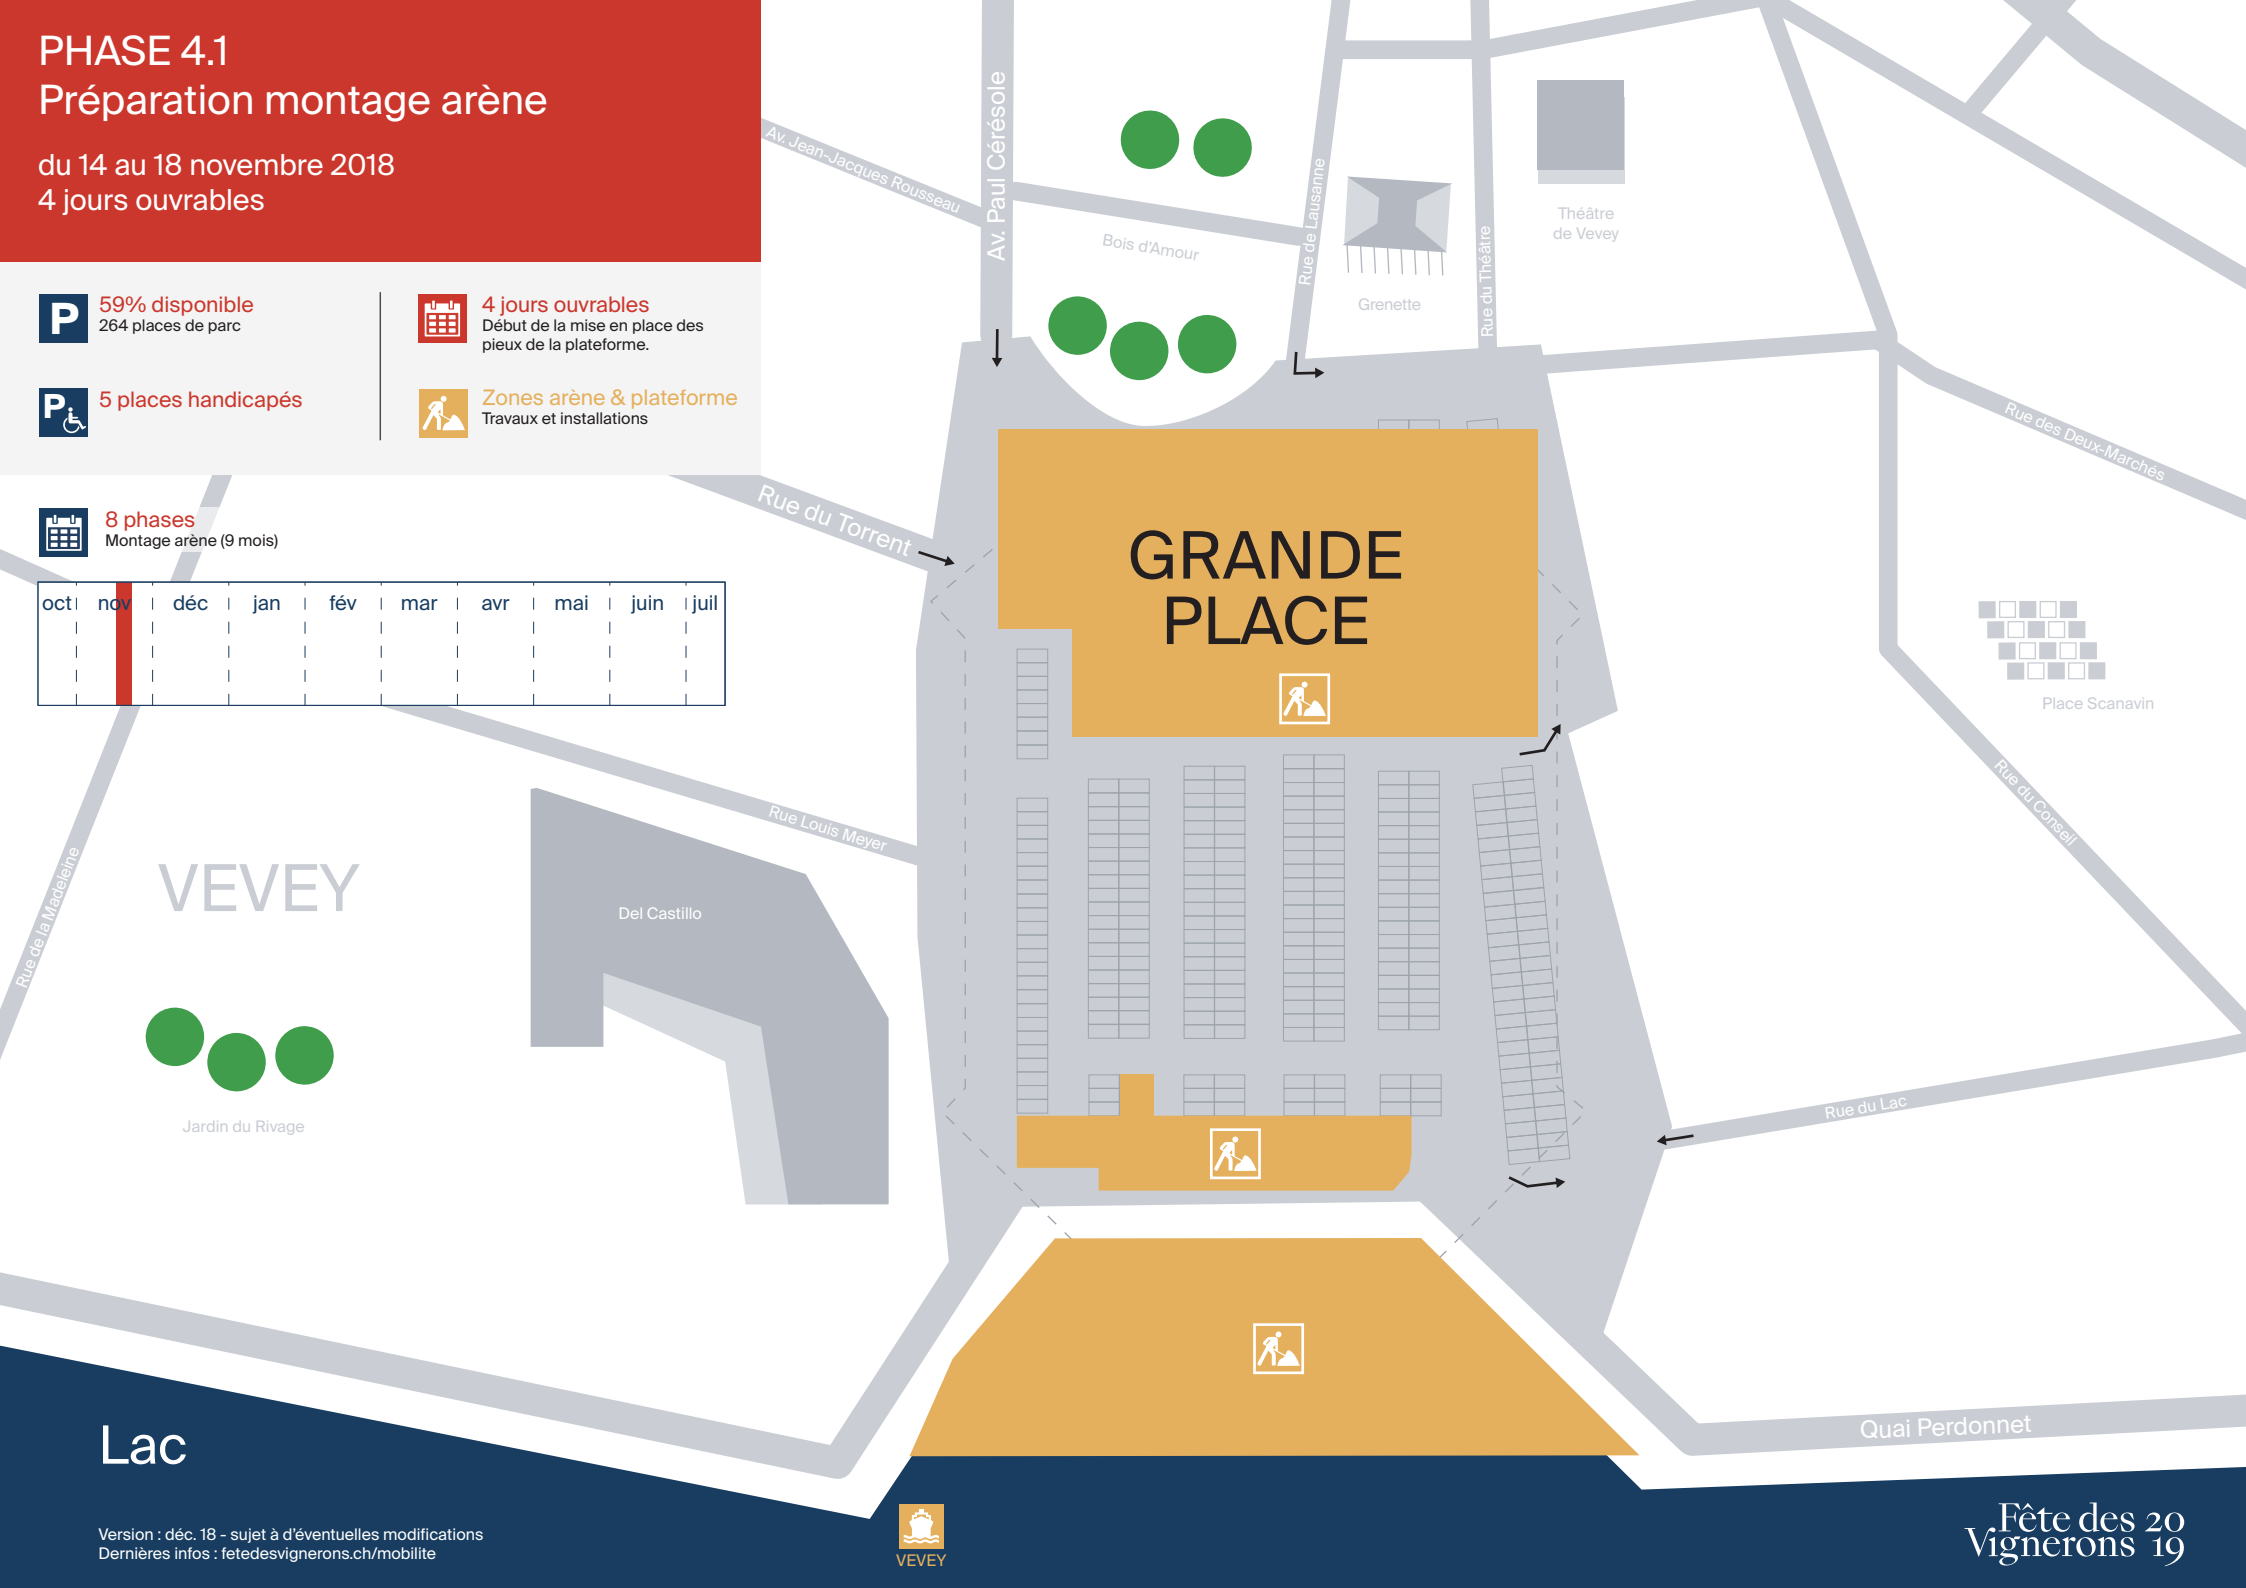 PHASE 4.1
Préparation montage arène
du 14 au 18 novembre 2018
4 jours ouvrables
P
59% disponible
264 places de parc
4 jours ouvrables
Début de la mise en place des
pieux de la plateforme.
P
5 places handicapés
Zones arène & plateforme
Travaux et installations
8 phases
Montage arène (9 mois)
oct nov déc jan fév mar avr mai juin juil
Av. Jean-Jacques Rousseau
Av. Paul Cérésole
Bois d'Amour
Rue de Lausanne
Grenette
Rue du Théâtre
Théâtre
de Vevey
Rue des Deux-Marchés
Rue du Torrent
GRANDE
PLACE
Place Scanavin
Rue du Conseil
Rue Louis Meyer
Rue de la Madeleine
VEVEY
Del Castillo
Jardin du Rivage
Rue du Lac
Quai Perdonnet
Lac
Version : déc. 18 - sujet à d'éventuelles modifications
Dernières infos : fetedesvignerons.ch/mobilite
VEVEY
Fête des 20
Vignerons 19